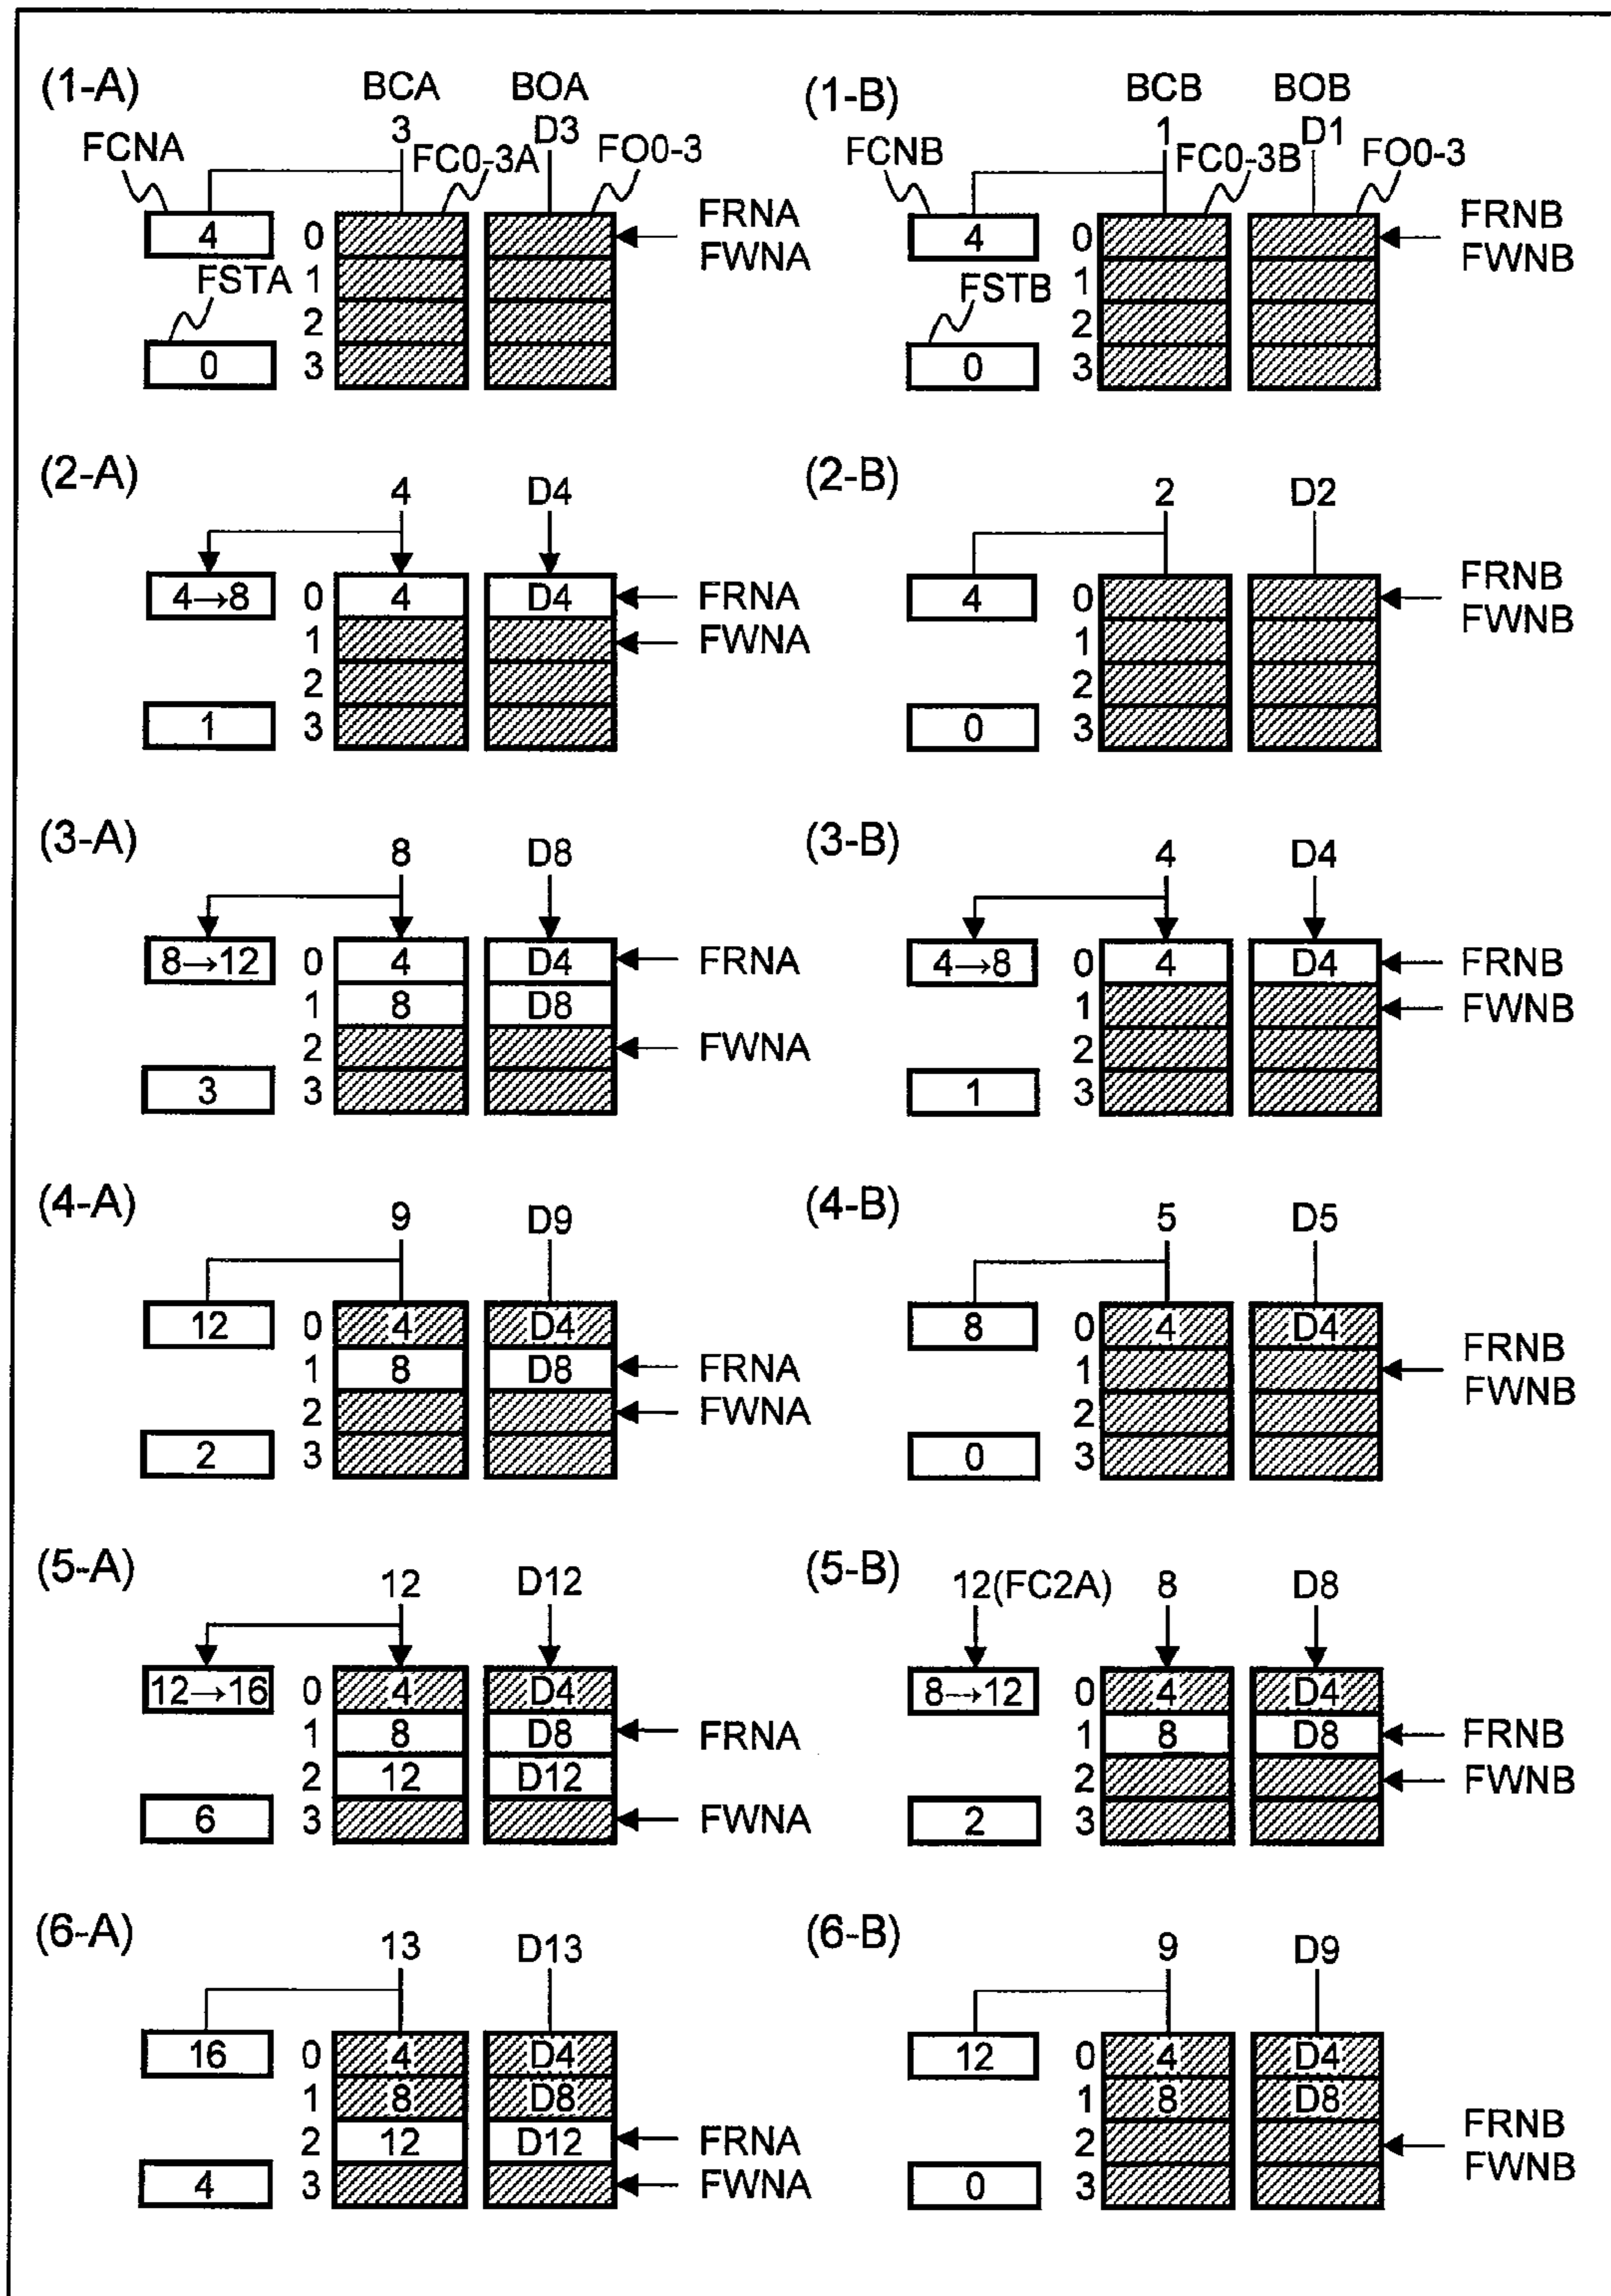 (1-A) BCA BOA (1-B) BCB BOB
3 D3 1 D1
FCNA FC0-3A FO0-3 FCNB FC0-3B FO0-3
FRNA FRNB
4 0 FWNA 4 0 FWNB
FSTA 1 FSTB 1
2 2
0 3 0 3
(2-A) 4 D4 (2-B) 2 D2
4→8 0 4 D4 FRNA 4 0 FRNB
1 FWNA 1 FWNB
2 2
1 3 0 3
(3-A) 8 D8 (3-B) 4 D4
8→12 0 4 D4 FRNA 4→8 0 4 D4 FRNB
1 8 D8 1 FWNB
2 FWNA 2
3 3 1 3
(4-A) 9 D9 (4-B) 5 D5
12 0 4 D4 8 0 4 D4
1 8 D8 FRNA 1 FRNB
2 FWNA 2 FWNB
2 3 0 3
(5-A) 12 D12 (5-B) 12(FC2A) 8 D8
12→16 0 4 D4 8→12 0 4 D4
1 8 D8 FRNA 1 8 D8 FRNB
2 12 D12 2 FWNB
6 3 FWNA 2 3
(6-A) 13 D13 (6-B) 9 D9
16 0 4 D4 12 0 4 D4
1 8 D8 1 8 D8
2 12 D12 FRNA 2 FRNB
4 3 FWNA 0 3 FWNB